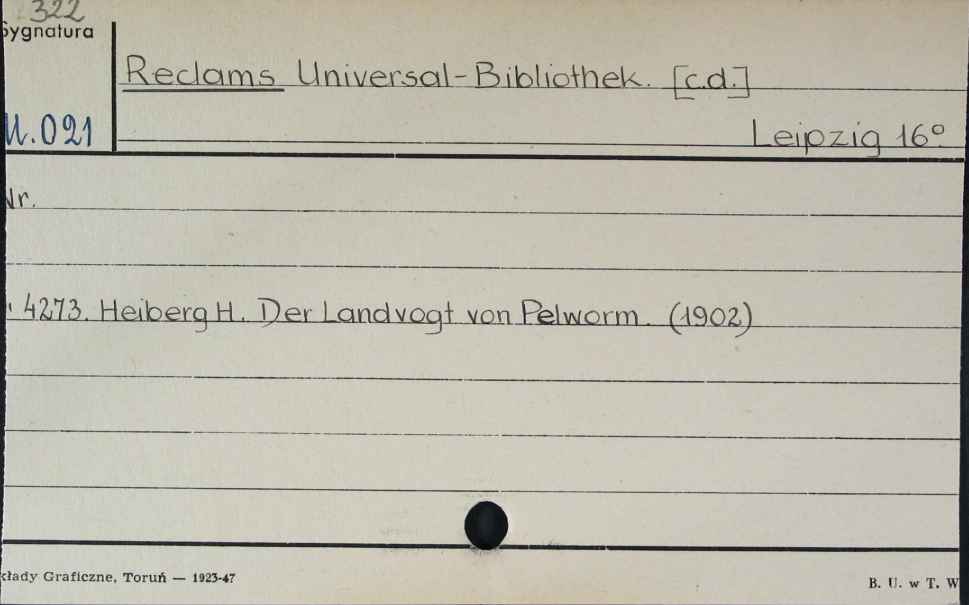 322
Sygnatura
Reclams Universal-Bibliothek. [c.d.]
U.021
Leipzig 16º
Nr.
4273. Heiberg H. Der Landvogt von Pelworm. (1902)
kłady Graficzne, Toruń — 1923-47
B. U. w T. W